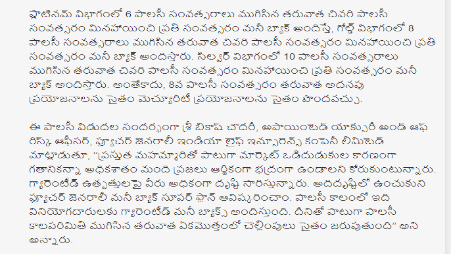 ప్లాటినమ్ విభాగంలో 6 పాలసీ సంవత్సరాలు ముగిసిన తరువాత చివరి పాలసీ
సంవత్సరం మినహాయించి ప్రతి సంవత్సరం మనీ బ్యాక్ అందిస్తే, గోల్డ్ విభాగంలో 8
పాలసీ సంవత్సరాలు ముగిసిన తరువాత చివరి పాలసీ సంవత్సరం మినహాయించి ప్రతి
సంవత్సరం మనీ బ్యాక్ అందిస్తారు. సిల్వర్ విభాగంలో 10 పాలసీ సంవత్సరాలు
ముగిసిన తరువాత చివరి పాలసీ సంవత్సరం మినహాయించి ప్రతి సంవత్సరం మనీ
బ్యాక్ అందిస్తారు. అంతేకాదు, 8వ పాలసీ సంవత్సరం తరువాత అదనపు
ప్రయోజనాలను సైతం మెచ్యూరిటీ ప్రయోజనాలను సైతం పొందవచ్చు.
ఈ పాలసీ విడుదల సందర్భంగా శ్రీ బికాష్ చౌదరి, అపాయింటెడ్ యాక్చురీ అండ్ ఛీఫ్
రిస్క్ ఆఫీసర్, ఫ్యూచర్ జెనరాలీ ఇండియా లైఫ్ ఇన్సూరెన్స్ కంపెనీ లిమిటెడ్
మాట్లాడుతూ, ''ప్రస్తుత మహమ్మారితో పాటుగా మార్కెట్ ఒడిదుడుకుల కారణంగా
గతానికన్నా అధికశాతం మంది ప్రజలు ఆర్థికంగా భద్రంగా ఉండాలని కోరుకుంటున్నారు.
గ్యారెంటీడ్ ఉత్పత్తులపై వీరు అధికంగా దృష్టి సారిస్తున్నారు. అదిదృష్టిలో ఉంచుకుని
ఫ్యూచర్ జెనరాలీ మనీ బ్యాక్ సూపర్ ప్లాన్ ఆవిష్కరించాం. పాలసీ కాలంలో ఇది
వినియోగదారులకు గ్యారెంటీడ్ మనీ బ్యాక్స్ అందిస్తుంది. దీనితో పాటుగా పాలసీ
కాలపరిమితి ముగిసిన తరువాత ఏకమొత్తంలో చెల్లింపులు సైతం జరుపుతుంది'' అని
అన్నారు.